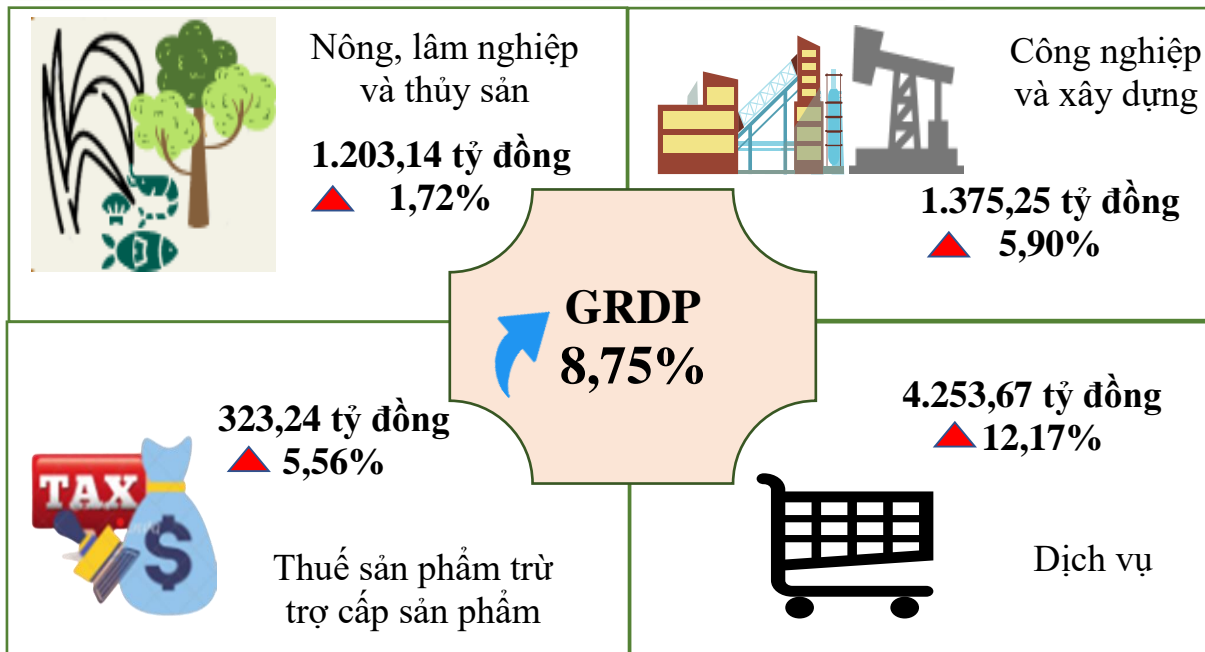 Nông, lâm nghiệp
và thủy sản
1.203,14 tỷ đồng
1,72%
Công nghiệp
và xây dựng
1.375,25 tỷ đồng
5,90%
GRDP
8,75%
323,24 tỷ đồng
5,56%
TAX
$
Thuế sản phẩm trừ
trợ cấp sản phẩm
4.253,67 tỷ đồng
12,17%
Dịch vụ